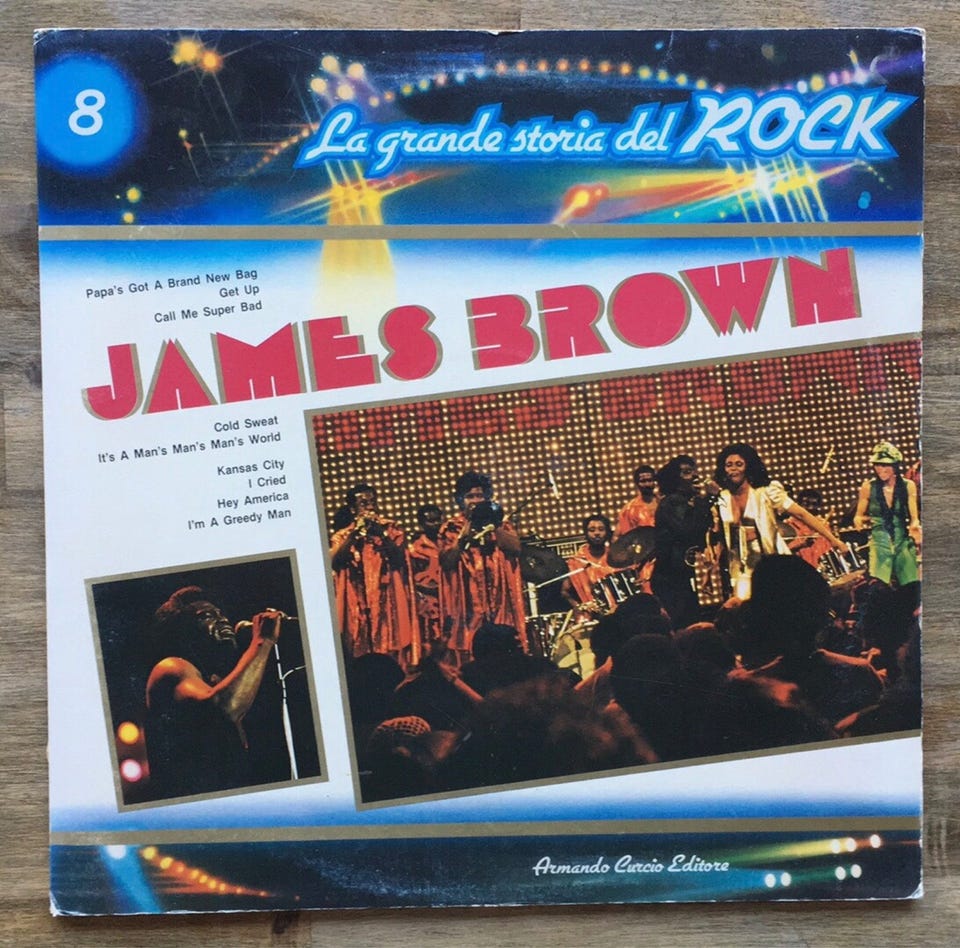 8
La grande storia del ROCK
Papa's Got A Brand New Bag
Get Up
Call Me Super Bad
JAMES BROWN
Cold Sweat
It's A Man's Man's Man's World
Kansas City
I Cried
Hey America
I'm A Greedy Man
Armando Curcio Editore